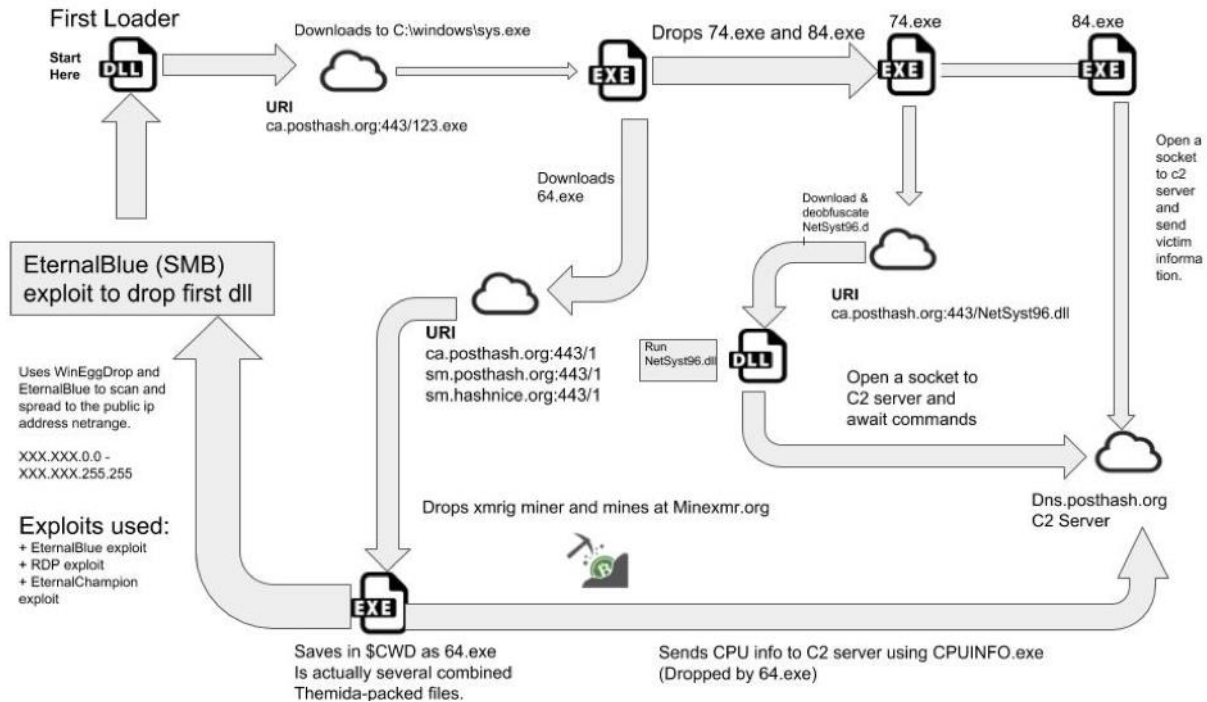 First Loader
Start
Here
DLL
Downloads to C:\windows\sys.exe
URI
ca.posthash.org:443/123.exe
EXE
Drops 74.exe and 84.exe
74.exe
EXE
84.exe
EXE
Downloads
64.exe
Download &
deobfuscate
NetSyst96.d
Open a
socket
to c2
server
and
send
victim
informa
tion.
EternalBlue (SMB)
exploit to drop first dll
URI
ca.posthash.org:443/1
sm.posthash.org:443/1
sm.hashnice.org:443/1
URI
ca.posthash.org:443/NetSyst96.dll
Run
NetSyst96.dll
DLL
Open a socket to
C2 server and
await commands
Uses WinEggDrop and
EternalBlue to scan and
spread to the public ip
address netrange.
XXX.XXX.0.0 -
XXX.XXX.255.255
Dns.posthash.org
C2 Server
Exploits used:
+ EternalBlue exploit
+ RDP exploit
+ EternalChampion
exploit
Drops xmrig miner and mines at Minexmr.org
EXE
Saves in $CWD as 64.exe
Is actually several combined
Themida-packed files.
Sends CPU info to C2 server using CPUINFO.exe
(Dropped by 64.exe)